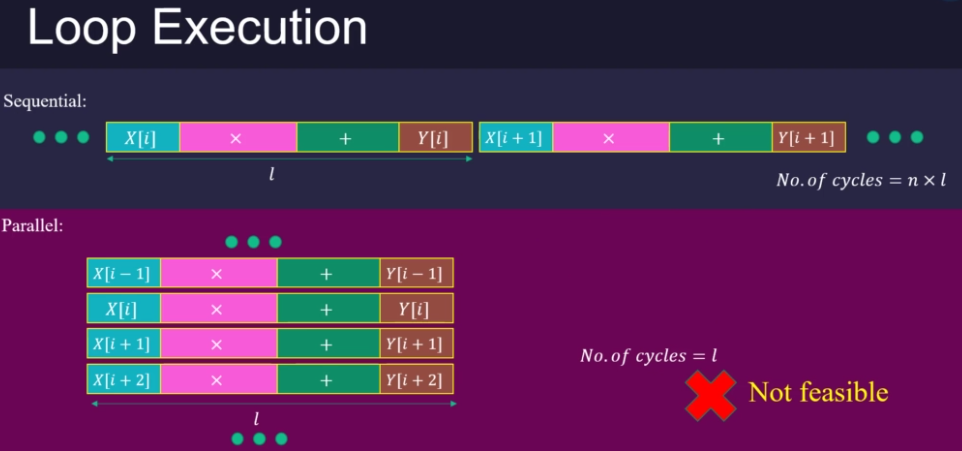 Loop Execution
Sequential:
X[i] × + Y[i] X[i + 1] × + Y[i + 1]
l
No. of cycles = n × l
Parallel:
X[i − 1] × + Y[i − 1]
X[i] × + Y[i]
X[i + 1] × + Y[i + 1]
X[i + 2] × + Y[i + 2]
No. of cycles = l
Not feasible
l